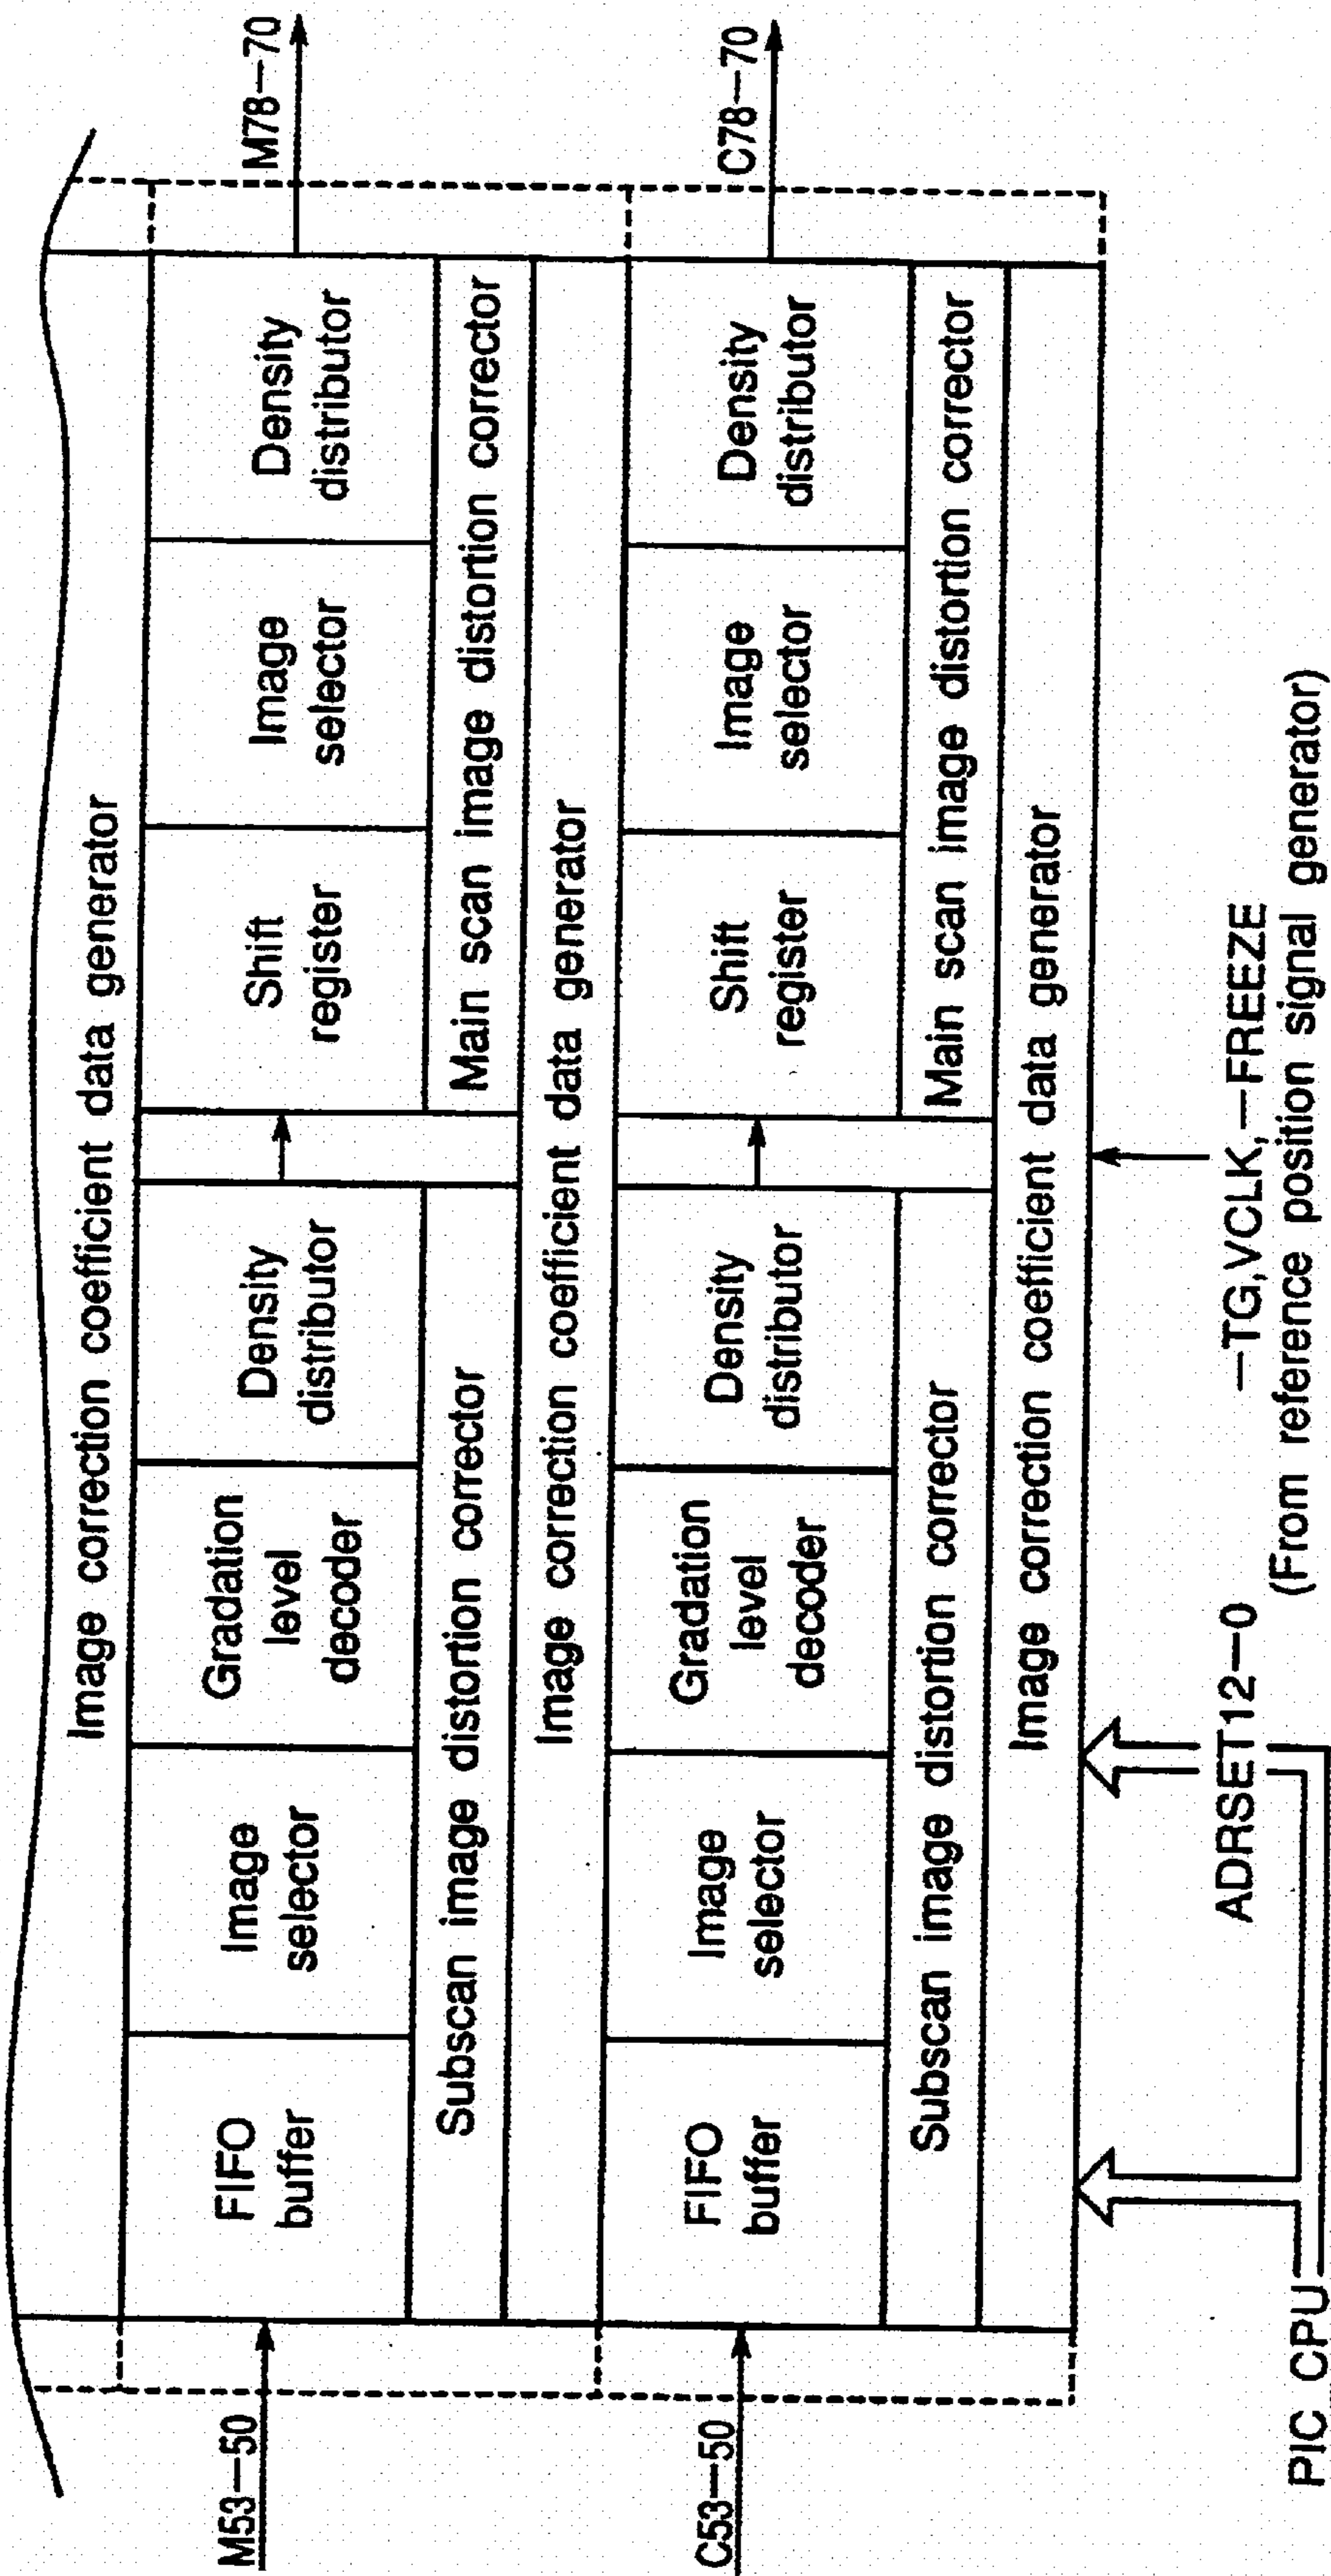 Image correction coefficient data generator
M53—50
FIFO
buffer
Image
selector
Gradation
level
decoder
Density
distributor
Shift
register
Image
selector
Density
distributor
M78—70
Subscan image distortion corrector
Main scan image distortion corrector
Image correction coefficient data generator
C53—50
FIFO
buffer
Image
selector
Gradation
level
decoder
Density
distributor
Shift
register
Image
selector
Density
distributor
C78—70
Subscan image distortion corrector
Main scan image distortion corrector
Image correction coefficient data generator
ADRSET12—0
—TG,VCLK,—FREEZE
(From reference position signal generator)
PIC CPU